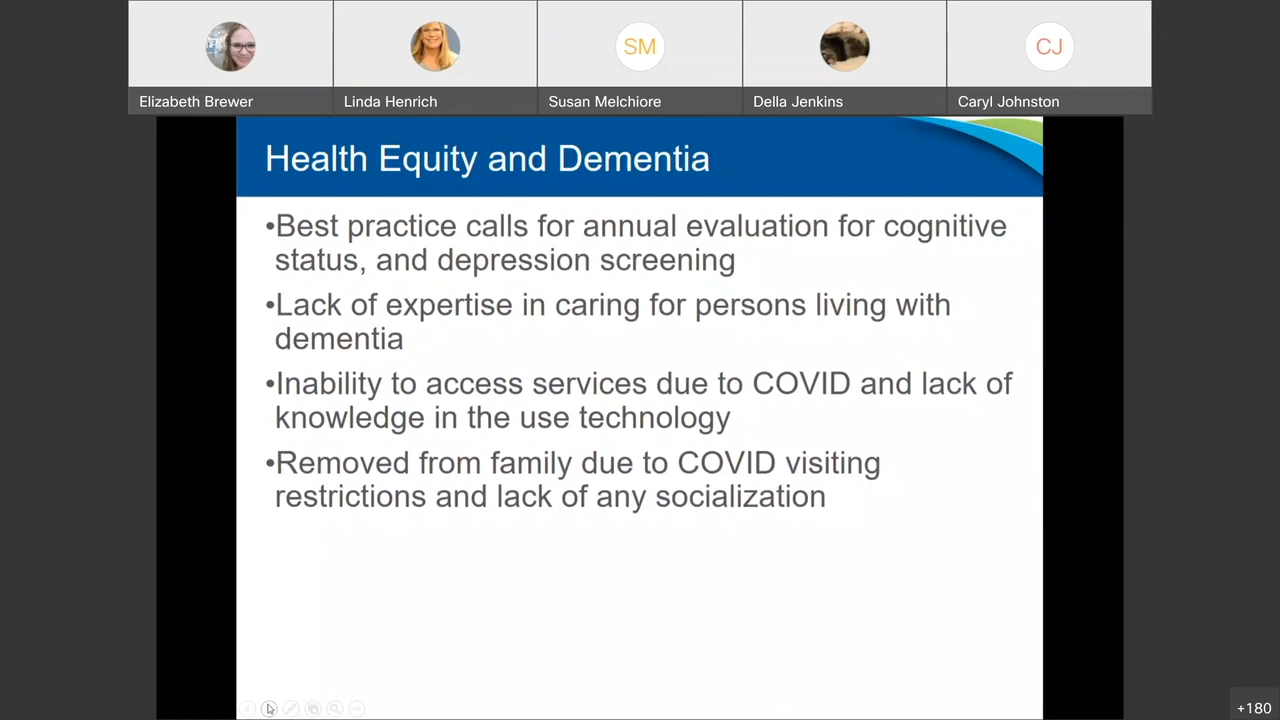 SM
CJ
Elizabeth Brewer
Linda Henrich
Susan Melchiore
Della Jenkins
Caryl Johnston
Health Equity and Dementia
•Best practice calls for annual evaluation for cognitive
status, and depression screening
•Lack of expertise in caring for persons living with
dementia
•Inability to access services due to COVID and lack of
knowledge in the use technology
•Removed from family due to COVID visiting
restrictions and lack of any socialization
+180